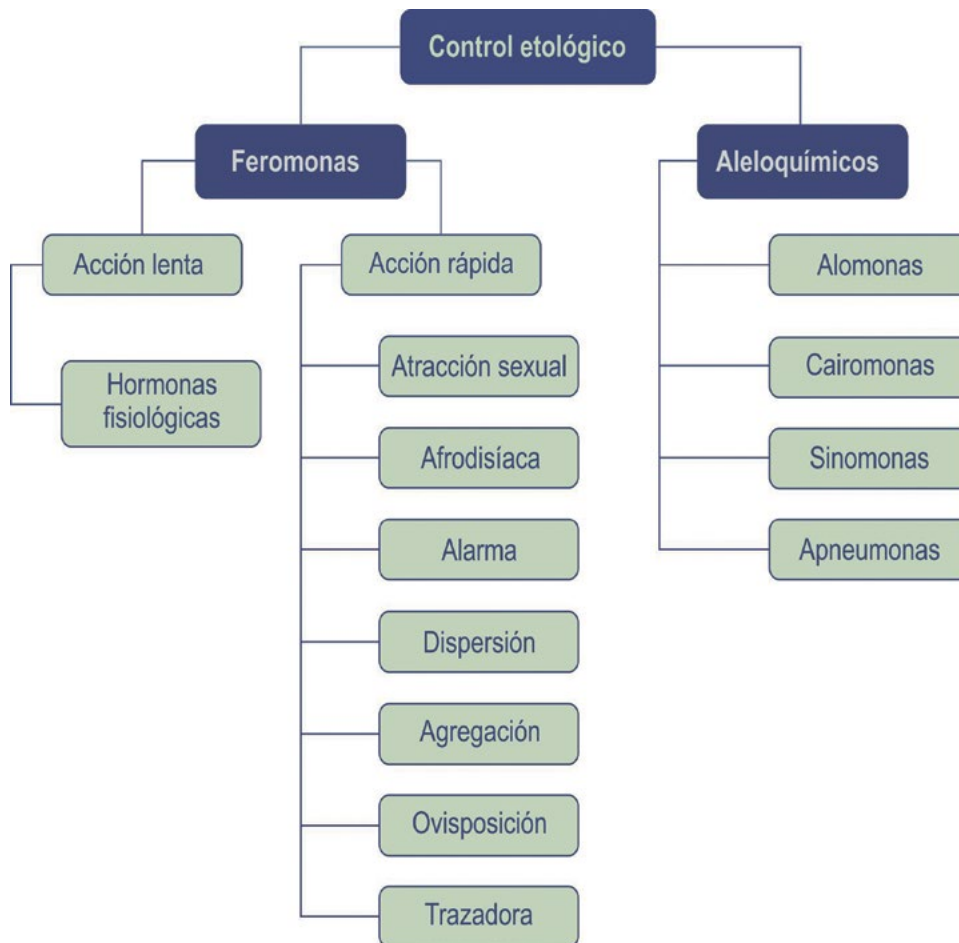 Control etológico
Feromonas
Aleloquímicos
Acción lenta
Hormonas
fisiológicas
Acción rápida
Atracción sexual
Afrodisíaca
Alarma
Dispersión
Agregación
Ovisposición
Trazadora
Alomonas
Cairomonas
Sinomonas
Apneumonas